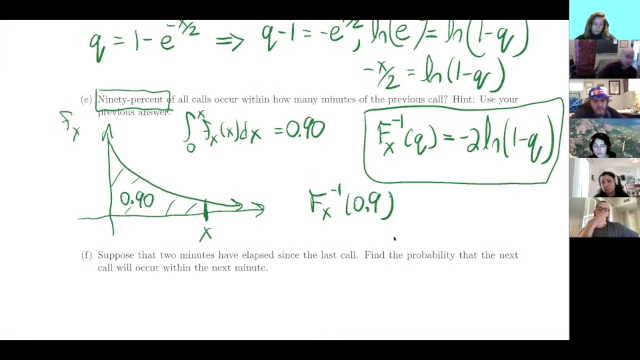 q = 1 - e^{-x/2} ⟹ q-1 = -e^{-x/2}, ln(e ) = ln(1-q)
-x/2 = ln(1-q)
(e) Ninety-percent of all calls occur within how many minutes of the previous call? Hint: Use your
previous answer.
f_x
∫_0^x f_x(x)dx = 0.90
F_x^{-1}(q) = -2ln(1-q)
0.90
F_x^{-1}(0.9)
x
(f) Suppose that two minutes have elapsed since the last call. Find the probability that the next
call will occur within the next minute.